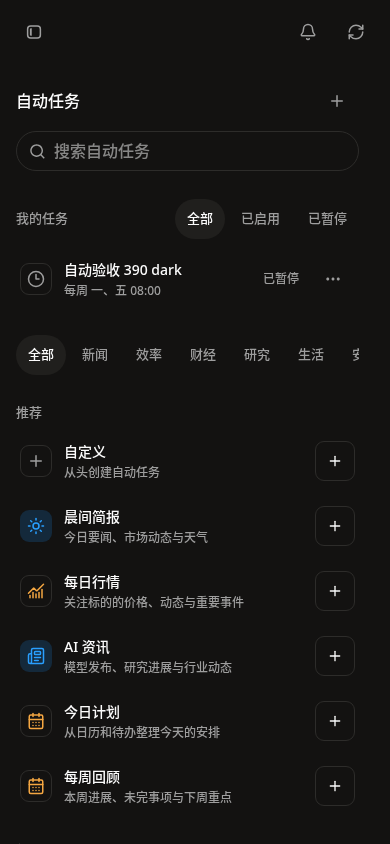 自动任务
搜索自动任务
我的任务
全部
已启用
已暂停
自动验收 390 dark
每周 一、五 08:00
已暂停
全部
新闻
效率
财经
研究
生活
推荐
自定义
从头创建自动任务
晨间简报
今日要闻、市场动态与天气
每日行情
关注标的的价格、动态与重要事件
AI 资讯
模型发布、研究进展与行业动态
今日计划
从日历和待办整理今天的安排
每周回顾
本周进展、未完事项与下周重点